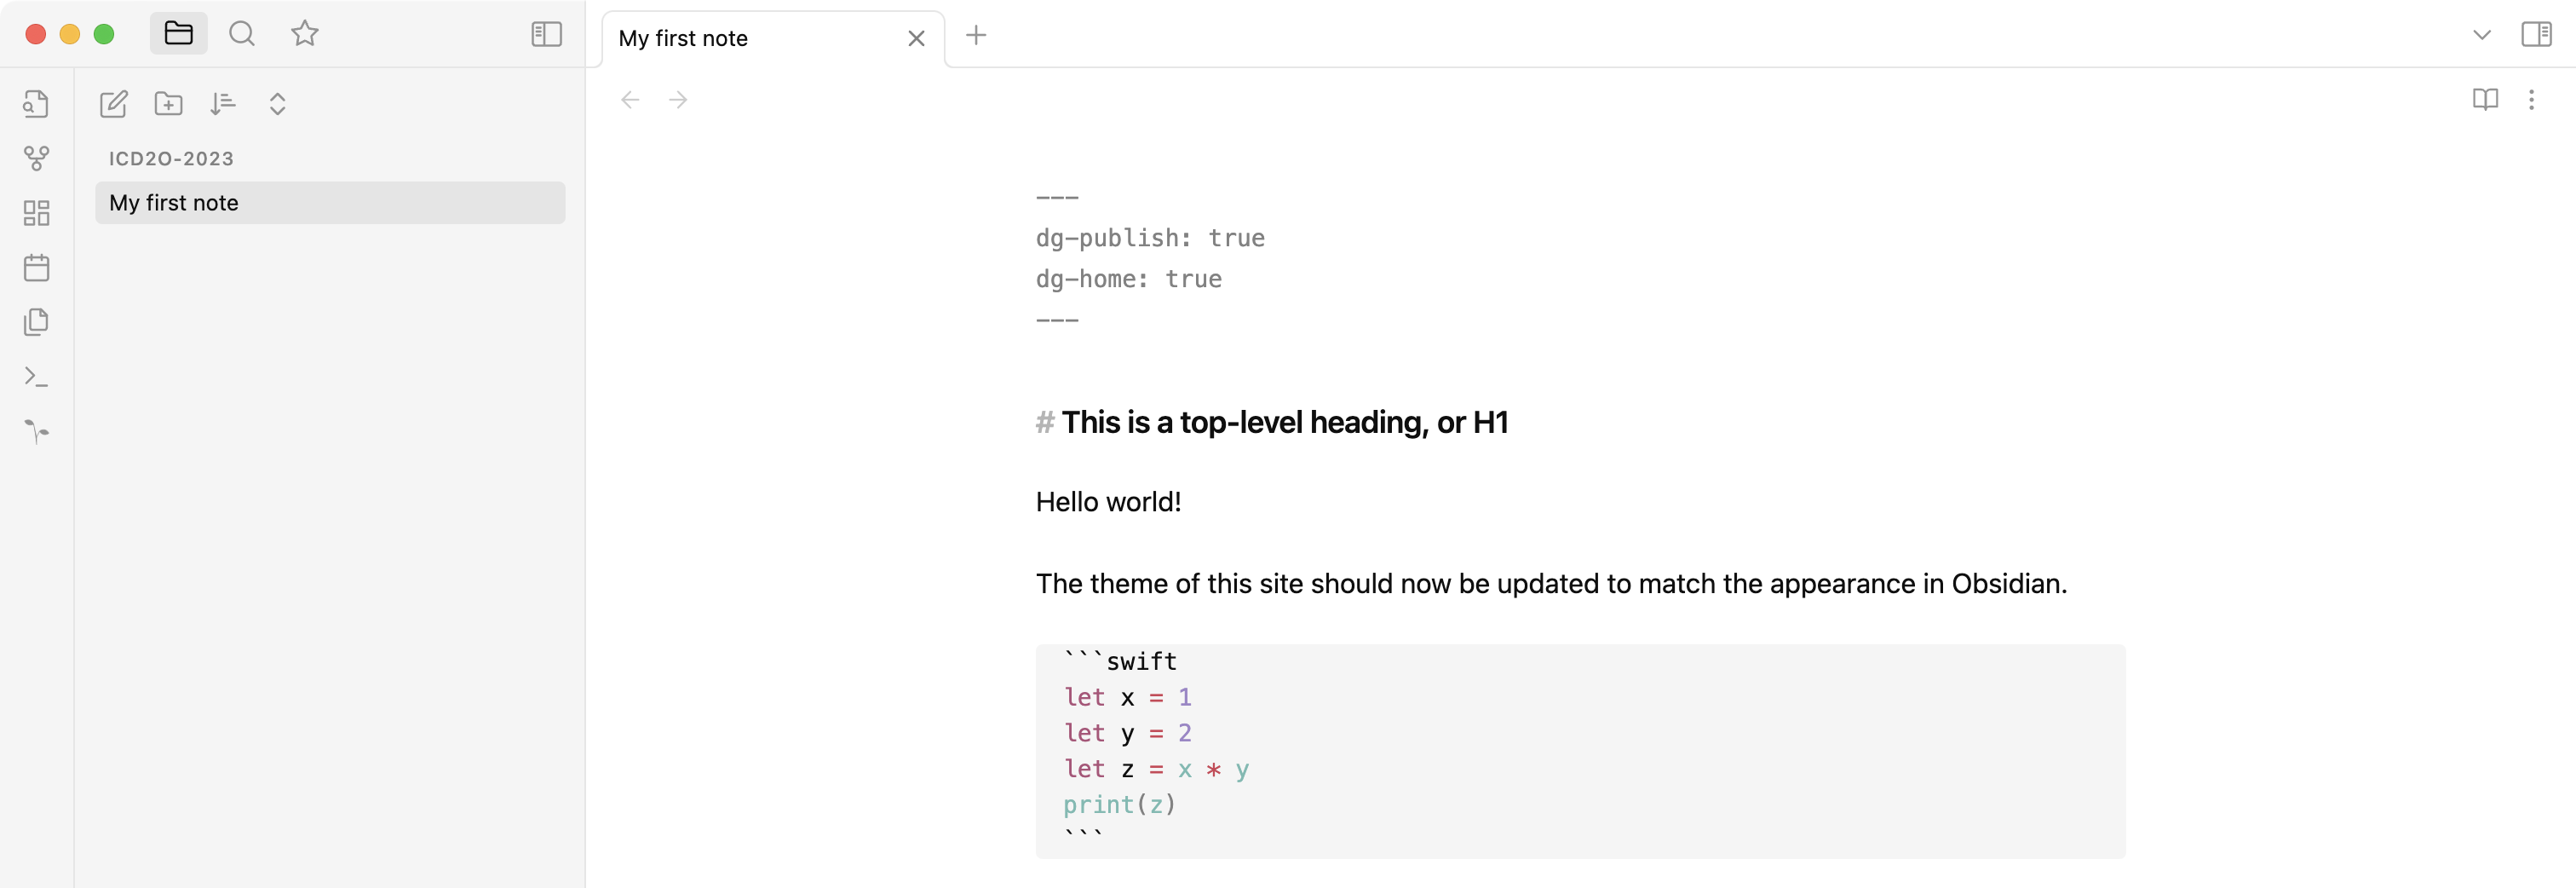 My first note
ICD2O-2023
My first note
---
dg-publish: true
dg-home: true
---
# This is a top-level heading, or H1
Hello world!
The theme of this site should now be updated to match the appearance in Obsidian.
```swift
let x = 1
let y = 2
let z = x * y
print(z)
```